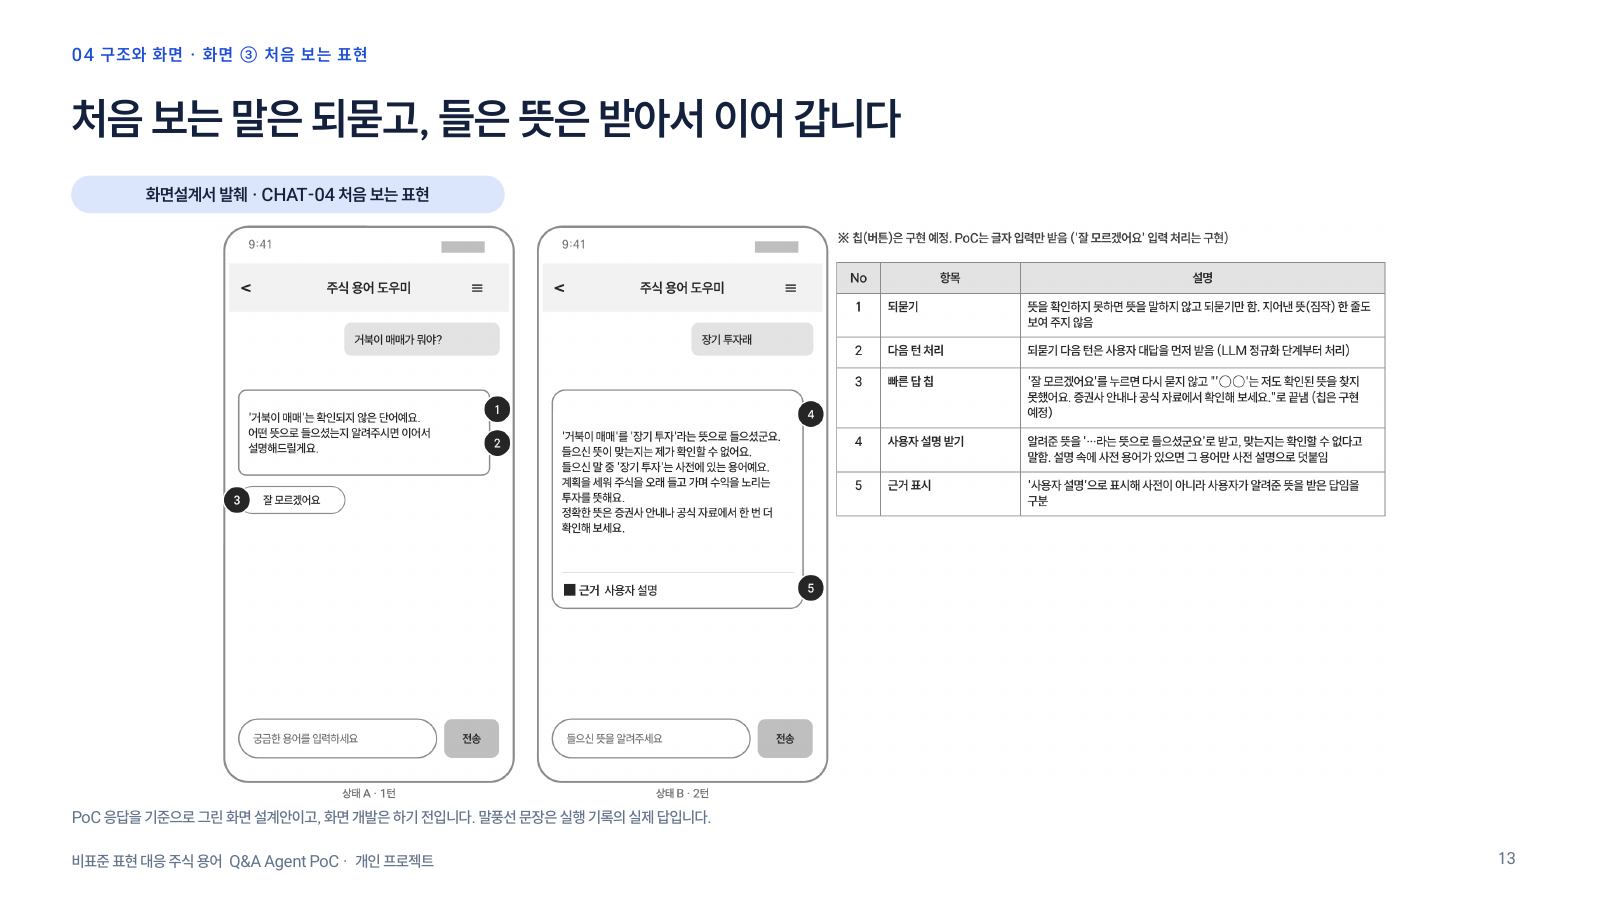 04 구조와 화면 · 화면 ③ 처음 보는 표현
처음 보는 말은 되묻고, 들은 뜻은 받아서 이어 갑니다
화면설계서 발췌 · CHAT-04 처음 보는 표현
9:41
<
주식 용어 도우미
≡
거북이 매매가 뭐야?
'거북이 매매'는 확인되지 않은 단어예요.
어떤 뜻으로 들으셨는지 알려주시면 이어서
설명해드릴게요.
1
2
3
잘 모르겠어요
궁금한 용어를 입력하세요
전송
상태 A · 1턴
9:41
<
주식 용어 도우미
≡
장기 투자래
4
'거북이 매매'를 '장기 투자'라는 뜻으로 들으셨군요.
들으신 뜻이 맞는지는 제가 확인할 수 없어요.
들으신 말 중 '장기 투자'는 사전에 있는 용어예요.
계획을 세워 주식을 오래 들고 가며 수익을 노리는
투자를 뜻해요.
정확한 뜻은 증권사 안내나 공식 자료에서 한 번 더
확인해 보세요.
■ 근거 사용자 설명
5
들으신 뜻을 알려주세요
전송
상태 B · 2턴
※ 칩(버튼)은 구현 예정. PoC는 글자 입력만 받음 ('잘 모르겠어요' 입력 처리는 구현)
No 항목 설명
1 되묻기 뜻을 확인하지 못하면 뜻을 말하지 않고 되묻기만 함. 지어낸 뜻(짐작) 한 줄도
보여 주지 않음
2 다음 턴 처리 되묻기 다음 턴은 사용자 대답을 먼저 받음 (LLM 정규화 단계부터 처리)
3 빠른 답 칩 '잘 모르겠어요'를 누르면 다시 묻지 않고 "'〇〇'는 저도 확인된 뜻을 찾지
못했어요. 증권사 안내나 공식 자료에서 확인해 보세요."로 끝냄 (칩은 구현
예정)
4 사용자 설명 받기 알려준 뜻을 '…라는 뜻으로 들으셨군요'로 받고, 맞는지는 확인할 수 없다고
말함. 설명 속에 사전 용어가 있으면 그 용어만 사전 설명으로 덧붙임
5 근거 표시 '사용자 설명'으로 표시해 사전이 아니라 사용자가 알려준 뜻을 받은 답임을
구분
PoC 응답을 기준으로 그린 화면 설계안이고, 화면 개발은 하기 전입니다. 말풍선 문장은 실행 기록의 실제 답입니다.
비표준 표현 대응 주식 용어 Q&A Agent PoC · 개인 프로젝트
13